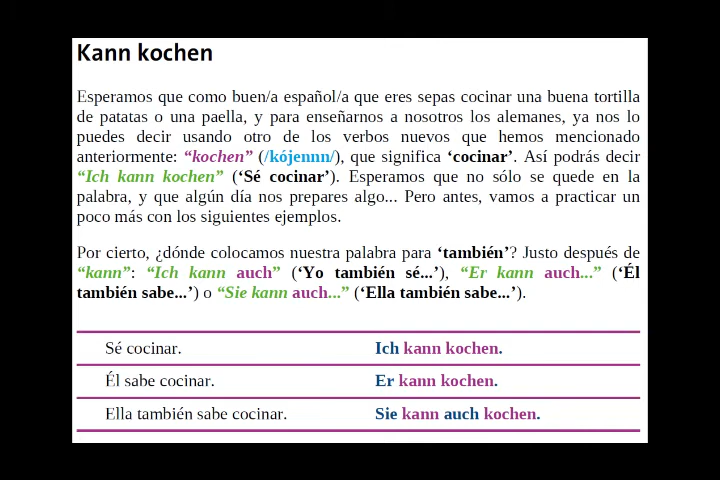 Kann kochen
Esperamos que como buen/a español/a que eres sepas cocinar una buena tortilla
de patatas o una paella, y para enseñarnos a nosotros los alemanes, ya nos lo
puedes decir usando otro de los verbos nuevos que hemos mencionado
anteriormente: “kochen” (/kójennn/), que significa ‘cocinar’. Así podrás decir
“Ich kann kochen” (‘Sé cocinar’). Esperamos que no sólo se quede en la
palabra, y que algún día nos prepares algo... Pero antes, vamos a practicar un
poco más con los siguientes ejemplos.
Por cierto, ¿dónde colocamos nuestra palabra para ‘también’? Justo después de
“kann”: “Ich kann auch” (‘Yo también sé...’), “Er kann auch...” (‘Él
también sabe...’) o “Sie kann auch...” (‘Ella también sabe...’).
Sé cocinar. Ich kann kochen.
Él sabe cocinar. Er kann kochen.
Ella también sabe cocinar. Sie kann auch kochen.